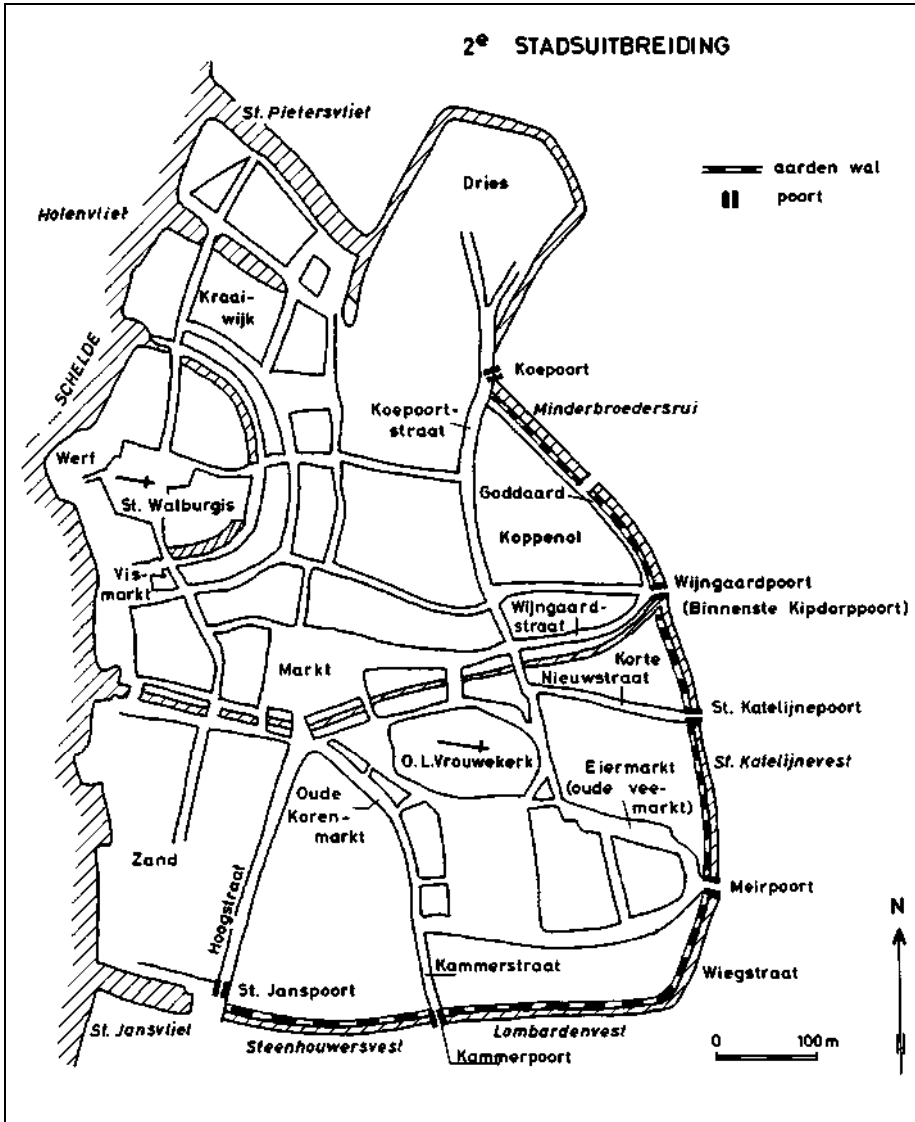 2e STADSUITBREIDING
St. Pietersvliet
aarden wal
poort
Dries
Holenvliet
Kraai-
wijk
SCHELDE
Koepoort
Minderbroedersrui
Koepoort-
straat
Werf
St. Walburgis
Goddaard
Koppenol
Vis-
markt
Wijngaardpoort
(Binnenste Kipdorppoort)
Wijngaard-
straat
Markt
Korte
Nieuwstraat
St. Katelijnepoort
O.L.Vrouwekerk
St. Katelijnevest
Eiermarkt
(oude vee-
markt)
Oude
Koren-
markt
Zand
Hoogstraat
Meirpoort
N
Kammerstraat
Wiegstraat
St. Janspoort
St. Jansvliet
Steenhouwersvest
Lombardenvest
Kammerpoort
0 100 m